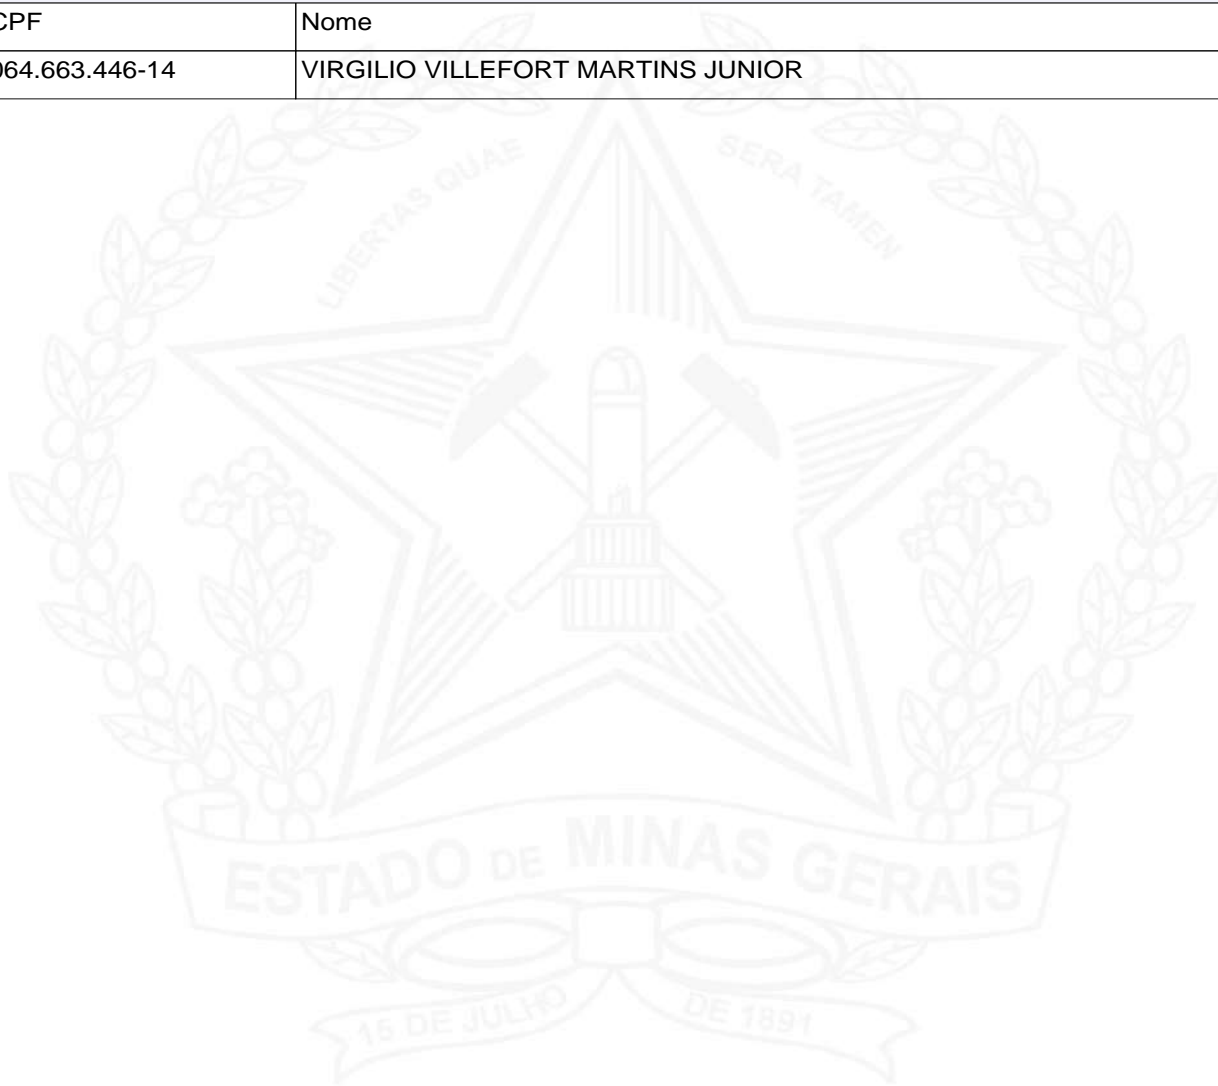 CPF Nome
064.663.446-14 VIRGILIO VILLEFORT MARTINS JUNIOR
LIBERTAS QUAE SERA TAMEN
ESTADO DE MINAS GERAIS
15 DE JULHO DE 1891